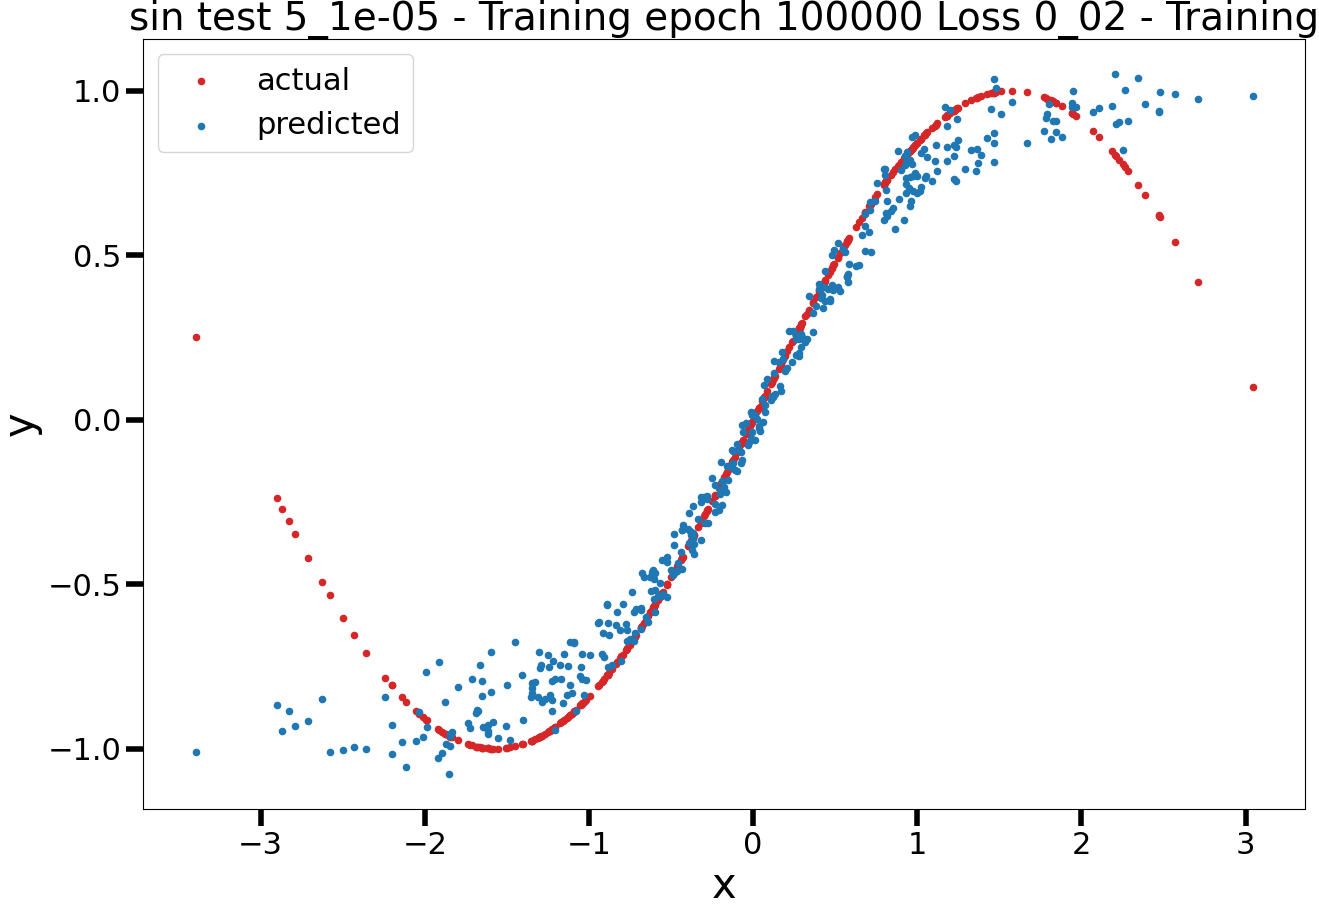 sin test 5_1e-05 - Training epoch 100000 Loss 0_02 - Training
actual
predicted
1.0
0.5
0.0
−0.5
−1.0
y
−3 −2 −1 0 1 2 3
x